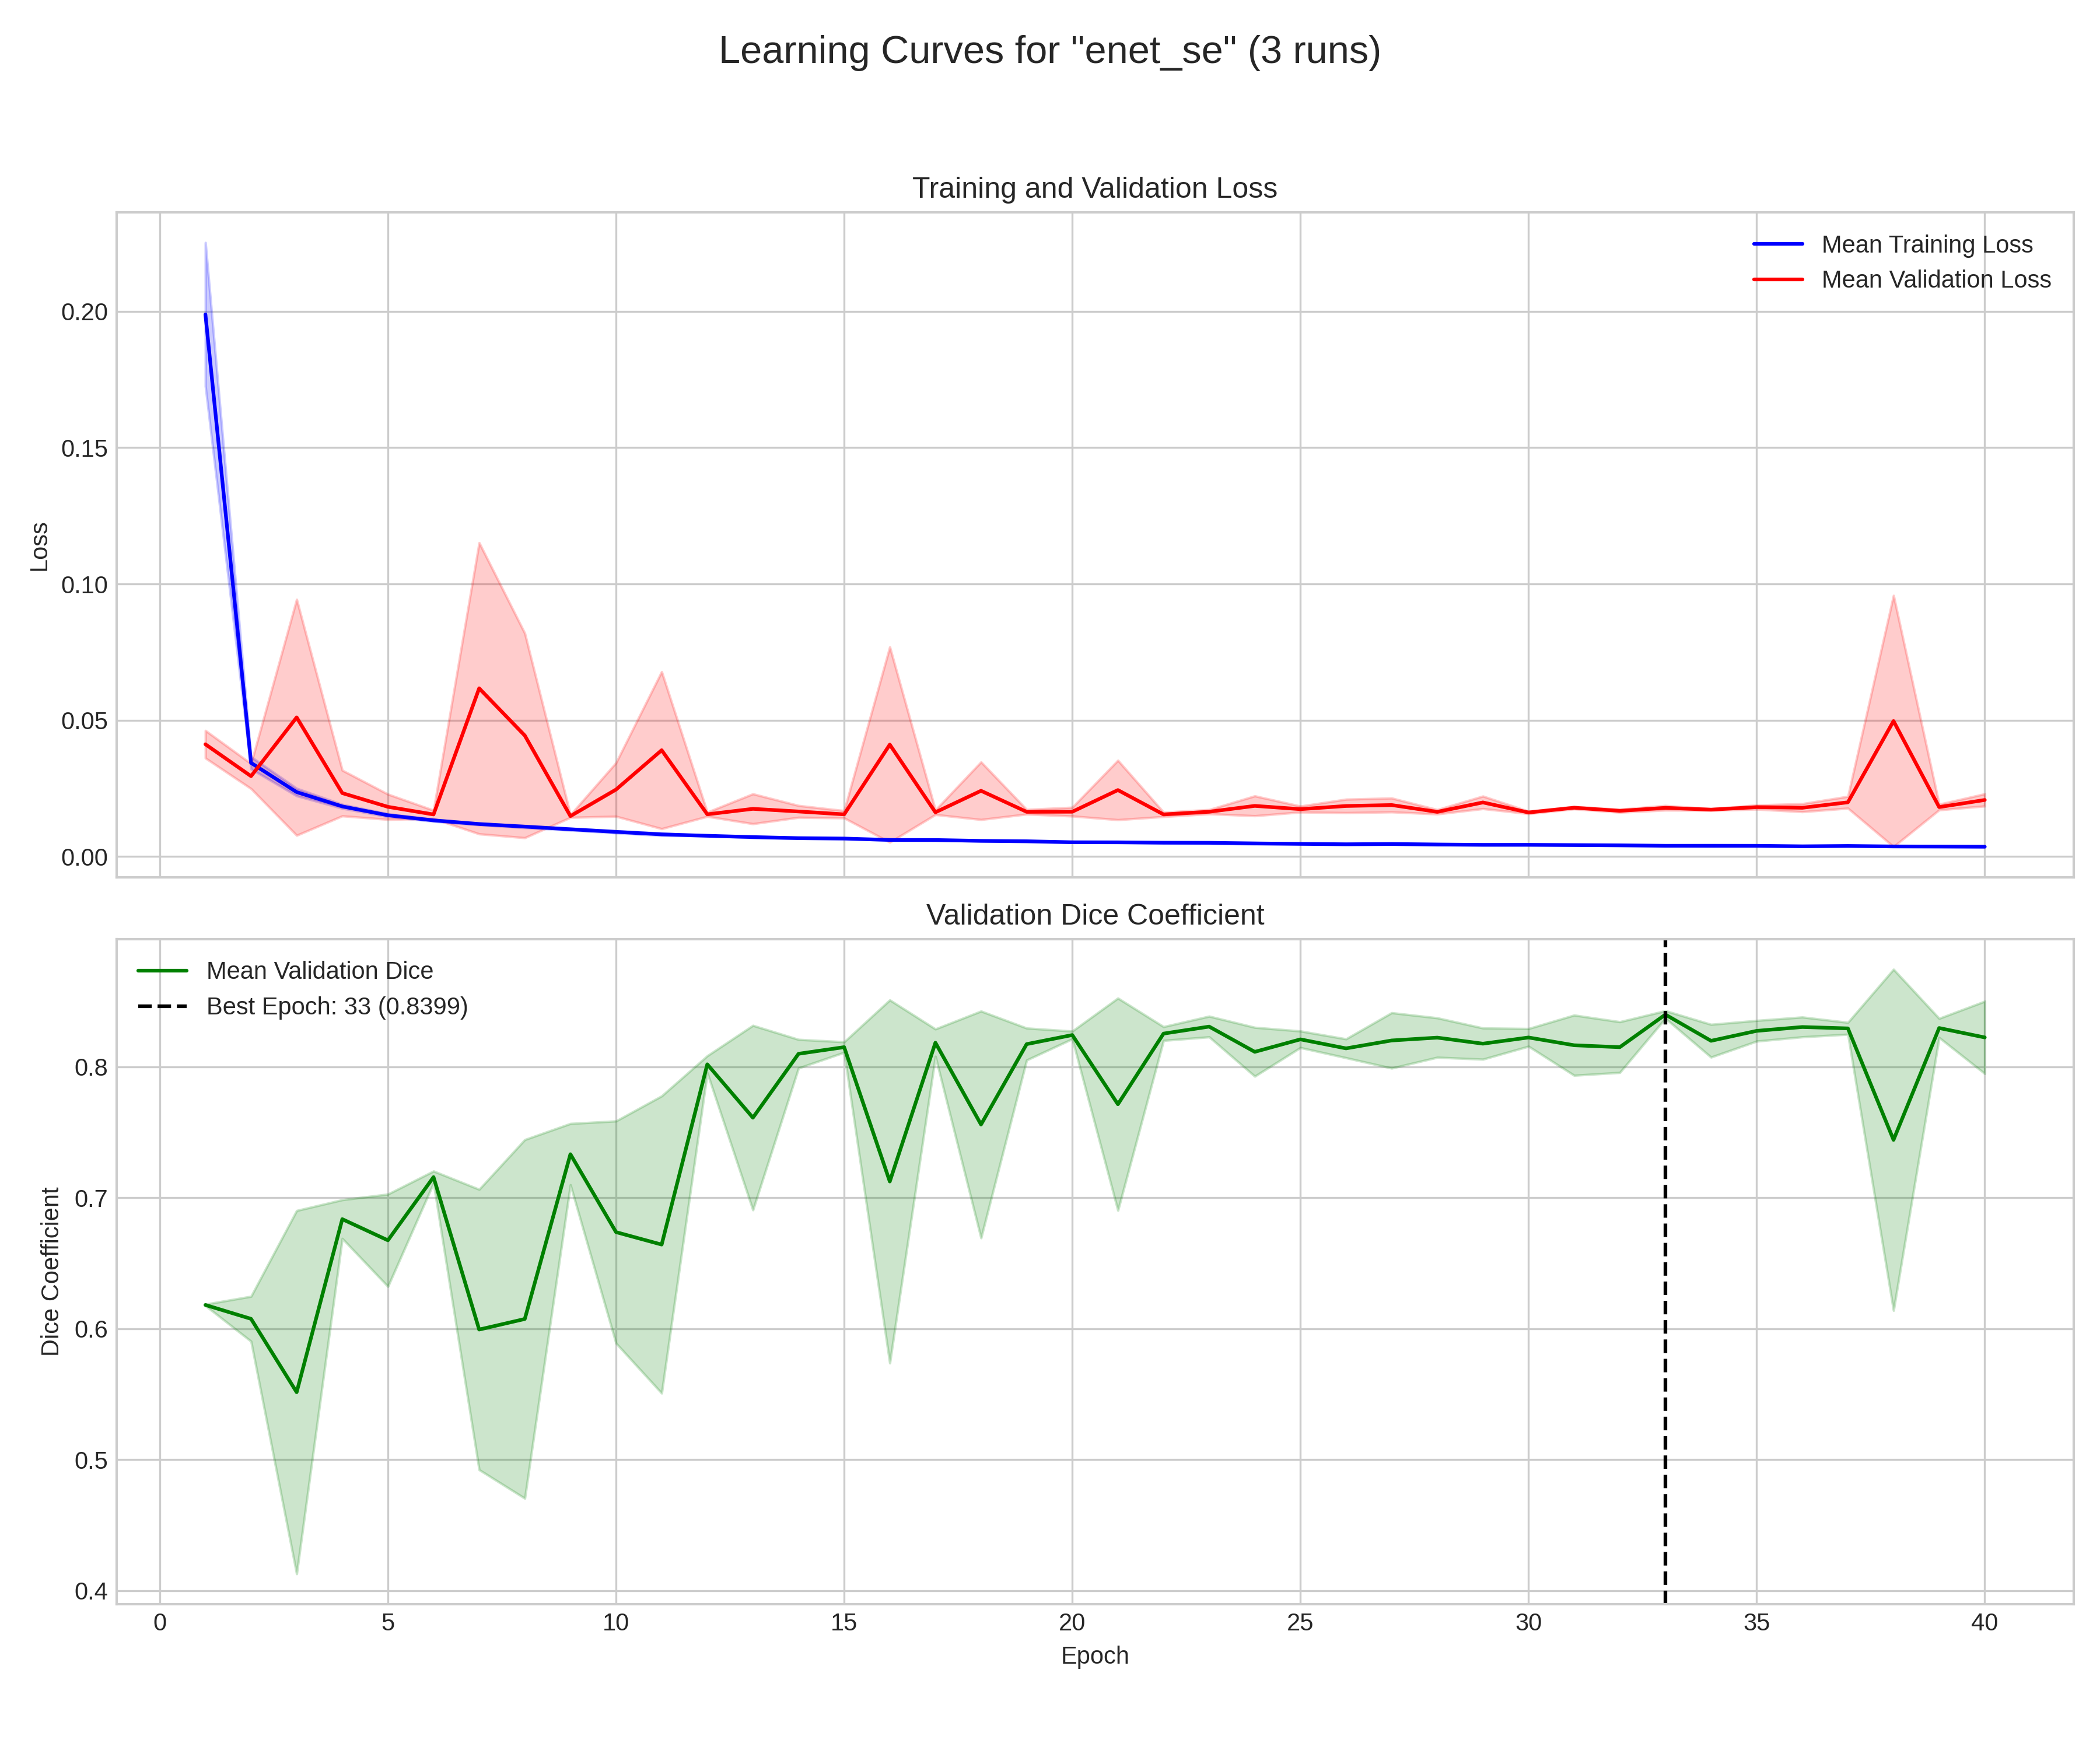 Learning Curves for "enet_se" (3 runs)
Training and Validation Loss
Mean Training Loss
Mean Validation Loss
Loss
0.20
0.15
0.10
0.05
0.00
Validation Dice Coefficient
Mean Validation Dice
Best Epoch: 33 (0.8399)
Dice Coefficient
0.8
0.7
0.6
0.5
0.4
0 5 10 15 20 25 30 35 40
Epoch